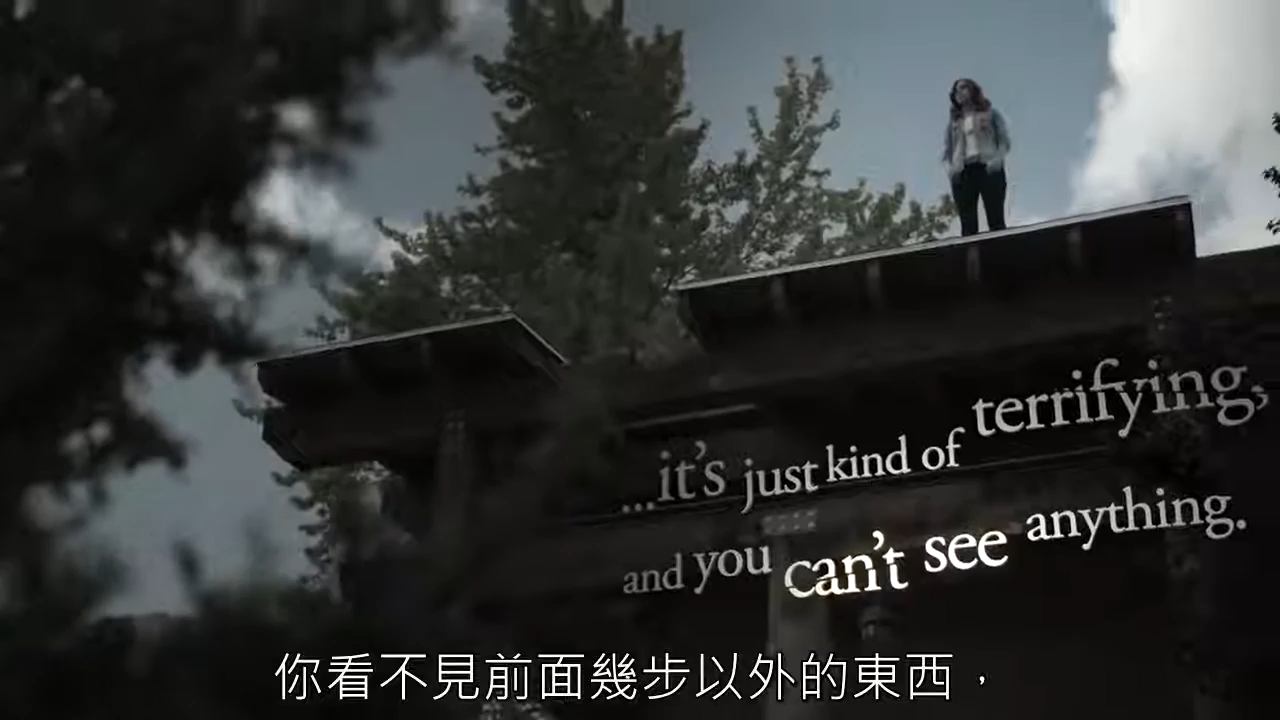 ...it's just kind of terrifying,
and you can't see anything.
你看不見前面幾步以外的東西，